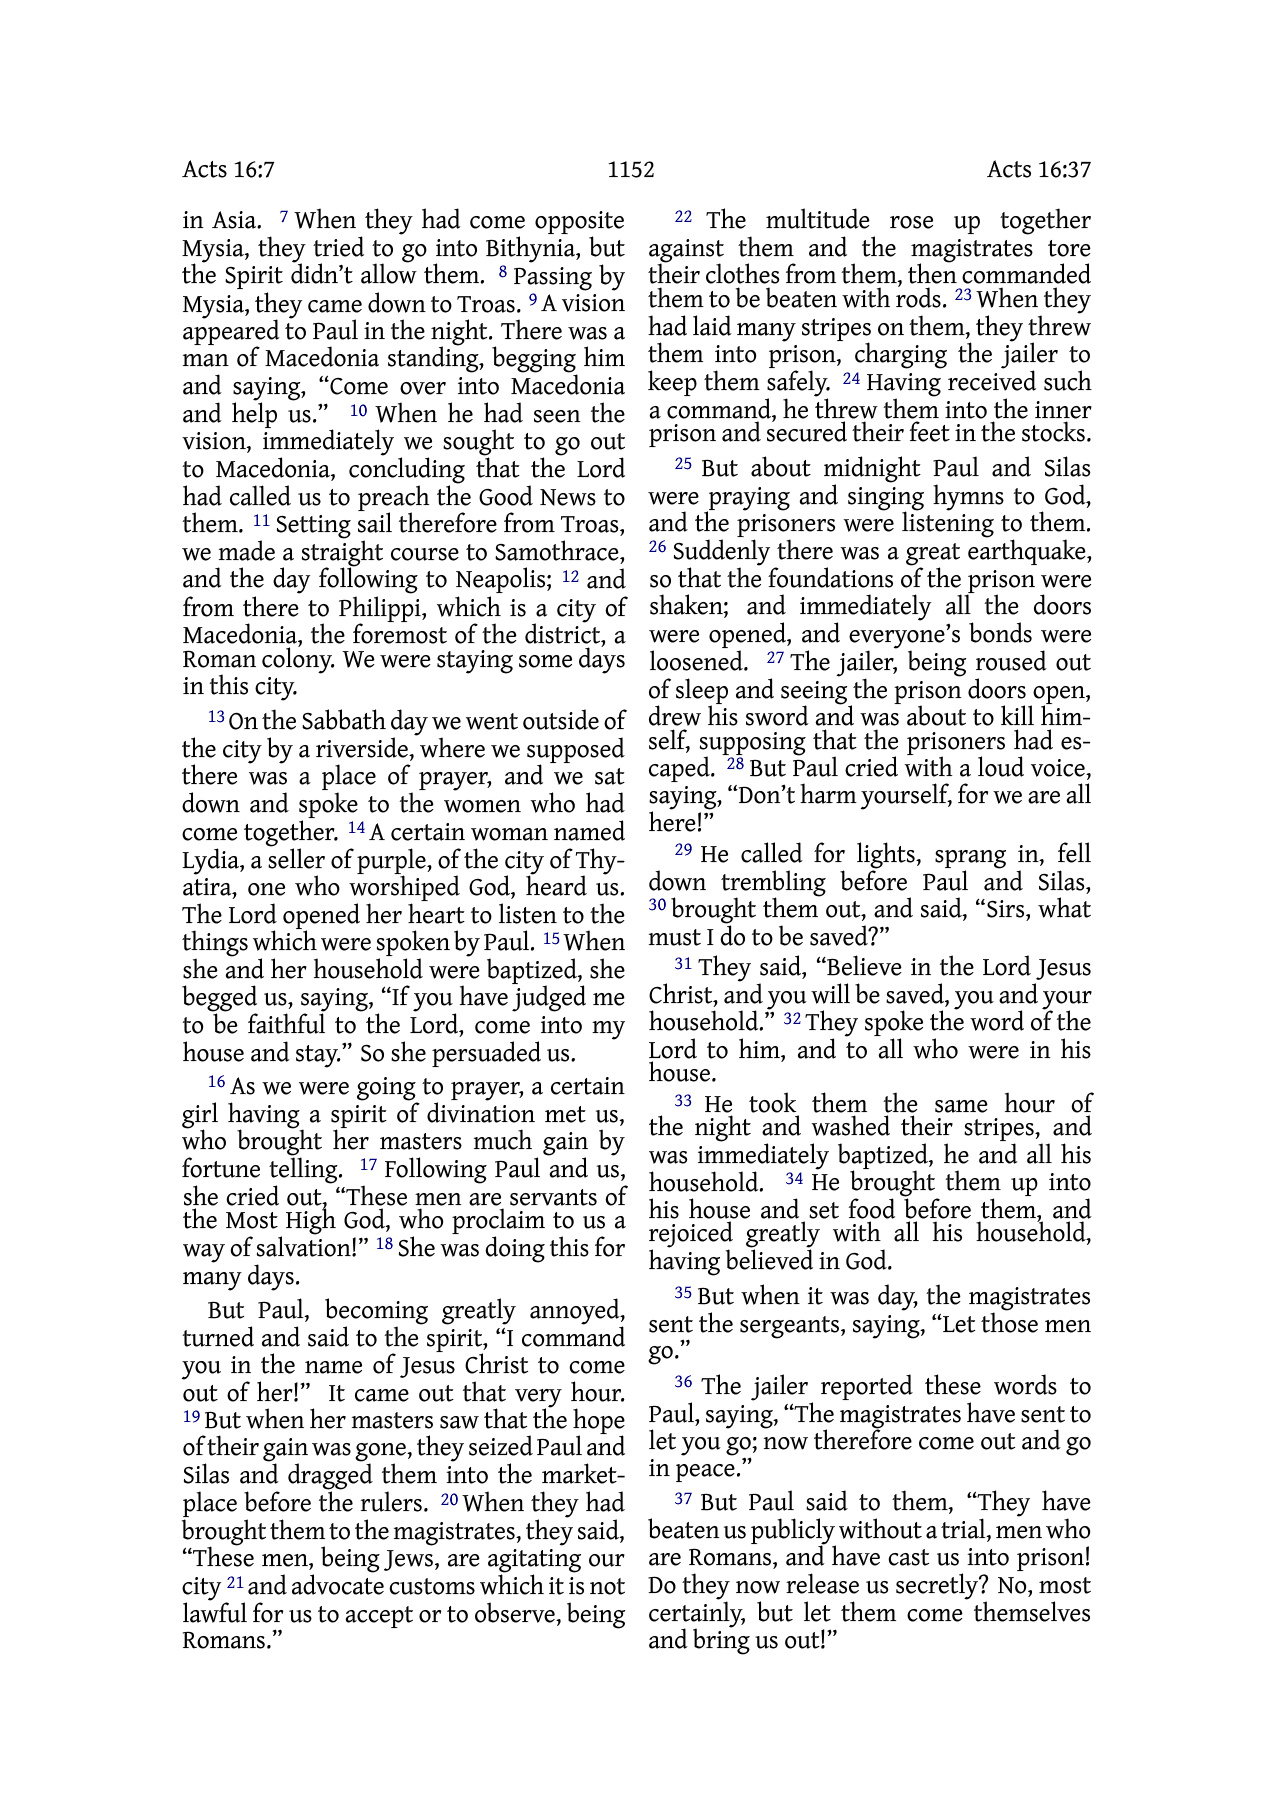 Acts 16:7
1152
Acts 16:37
in Asia. 7 When they had come opposite
Mysia, they tried to go into Bithynia, but
the Spirit didn’t allow them. 8 Passing by
Mysia, they came down to Troas. 9 A vision
appeared to Paul in the night. There was a
man of Macedonia standing, begging him
and saying, “Come over into Macedonia
and help us.” 10 When he had seen the
vision, immediately we sought to go out
to Macedonia, concluding that the Lord
had called us to preach the Good News to
them. 11 Setting sail therefore from Troas,
we made a straight course to Samothrace,
and the day following to Neapolis; 12 and
from there to Philippi, which is a city of
Macedonia, the foremost of the district, a
Roman colony. We were staying some days
in this city.
13 On the Sabbath day we went outside of
the city by a riverside, where we supposed
there was a place of prayer, and we sat
down and spoke to the women who had
come together. 14 A certain woman named
Lydia, a seller of purple, of the city of Thy-
atira, one who worshiped God, heard us.
The Lord opened her heart to listen to the
things which were spoken by Paul. 15 When
she and her household were baptized, she
begged us, saying, “If you have judged me
to be faithful to the Lord, come into my
house and stay.” So she persuaded us.
16 As we were going to prayer, a certain
girl having a spirit of divination met us,
who brought her masters much gain by
fortune telling. 17 Following Paul and us,
she cried out, “These men are servants of
the Most High God, who proclaim to us a
way of salvation!” 18 She was doing this for
many days.
But Paul, becoming greatly annoyed,
turned and said to the spirit, “I command
you in the name of Jesus Christ to come
out of her!” It came out that very hour.
19 But when her masters saw that the hope
of their gain was gone, they seized Paul and
Silas and dragged them into the market-
place before the rulers. 20 When they had
brought them to the magistrates, they said,
“These men, being Jews, are agitating our
city 21 and advocate customs which it is not
lawful for us to accept or to observe, being
Romans.”
22 The multitude rose up together
against them and the magistrates tore
their clothes from them, then commanded
them to be beaten with rods. 23 When they
had laid many stripes on them, they threw
them into prison, charging the jailer to
keep them safely. 24 Having received such
a command, he threw them into the inner
prison and secured their feet in the stocks.
25 But about midnight Paul and Silas
were praying and singing hymns to God,
and the prisoners were listening to them.
26 Suddenly there was a great earthquake,
so that the foundations of the prison were
shaken; and immediately all the doors
were opened, and everyone’s bonds were
loosened. 27 The jailer, being roused out
of sleep and seeing the prison doors open,
drew his sword and was about to kill him-
self, supposing that the prisoners had es-
caped. 28 But Paul cried with a loud voice,
saying, “Don’t harm yourself, for we are all
here!”
29 He called for lights, sprang in, fell
down trembling before Paul and Silas,
30 brought them out, and said, “Sirs, what
must I do to be saved?”
31 They said, “Believe in the Lord Jesus
Christ, and you will be saved, you and your
household.” 32 They spoke the word of the
Lord to him, and to all who were in his
house.
33 He took them the same hour of
the night and washed their stripes, and
was immediately baptized, he and all his
household. 34 He brought them up into
his house and set food before them, and
rejoiced greatly with all his household,
having believed in God.
35 But when it was day, the magistrates
sent the sergeants, saying, “Let those men
go.”
36 The jailer reported these words to
Paul, saying, “The magistrates have sent to
let you go; now therefore come out and go
in peace.”
37 But Paul said to them, “They have
beaten us publicly without a trial, men who
are Romans, and have cast us into prison!
Do they now release us secretly? No, most
certainly, but let them come themselves
and bring us out!”